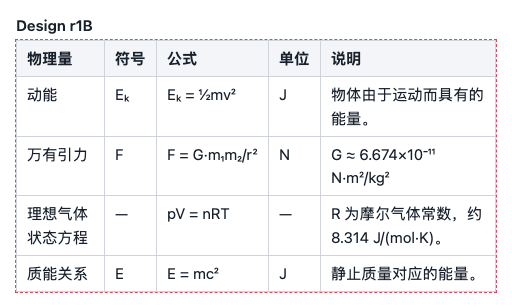 Design r1B
物理量 符号 公式 单位 说明
动能 Eₖ Eₖ = ½mv² J 物体由于运动而具有的
能量。
万有引力 F F = G·m₁m₂/r² N G ≈ 6.674×10⁻¹¹
N·m²/kg²
理想气体 — pV = nRT — R 为摩尔气体常数，约
状态方程 8.314 J/(mol·K)。
质能关系 E E = mc² J 静止质量对应的能量。